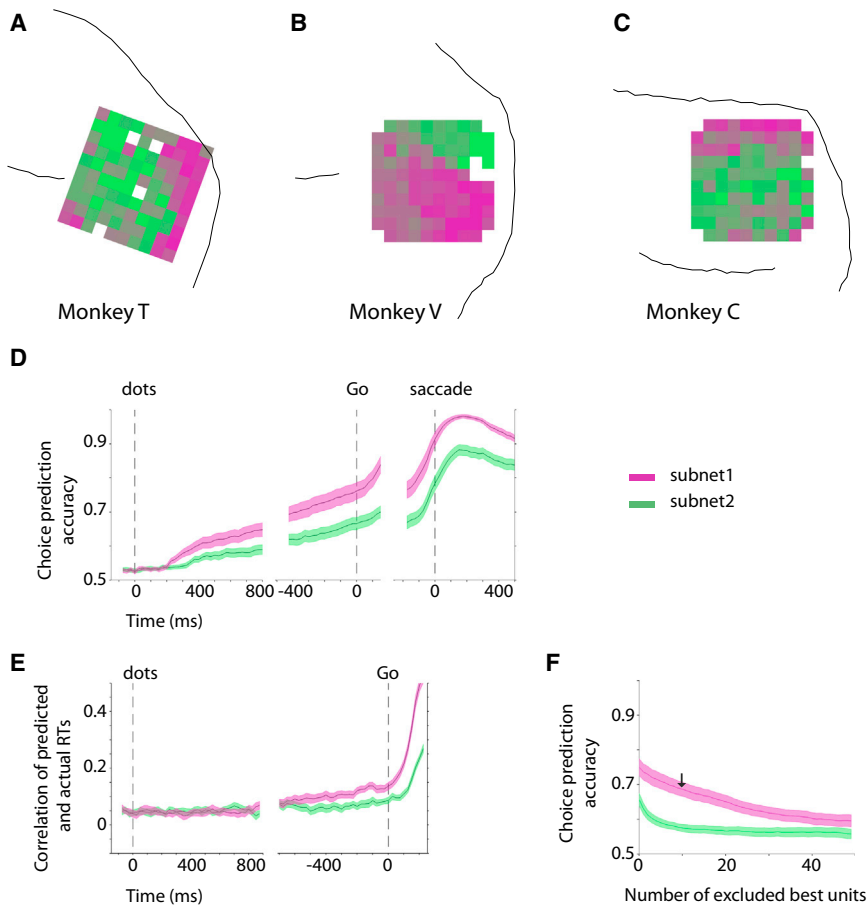 A
B
C
Monkey T
Monkey V
Monkey C
D
dots
Go
saccade
0.9
0.7
0.5
Choice prediction
accuracy
0 400 800 -400 0 0 400
Time (ms)
subnet1
subnet2
E
dots
Go
0.4
0.2
0
Correlation of predicted
and actual RTs
0 400 800 -400 0
Time (ms)
F
0.9
0.7
0.5
Choice prediction
accuracy
0 20 40
Number of excluded best units